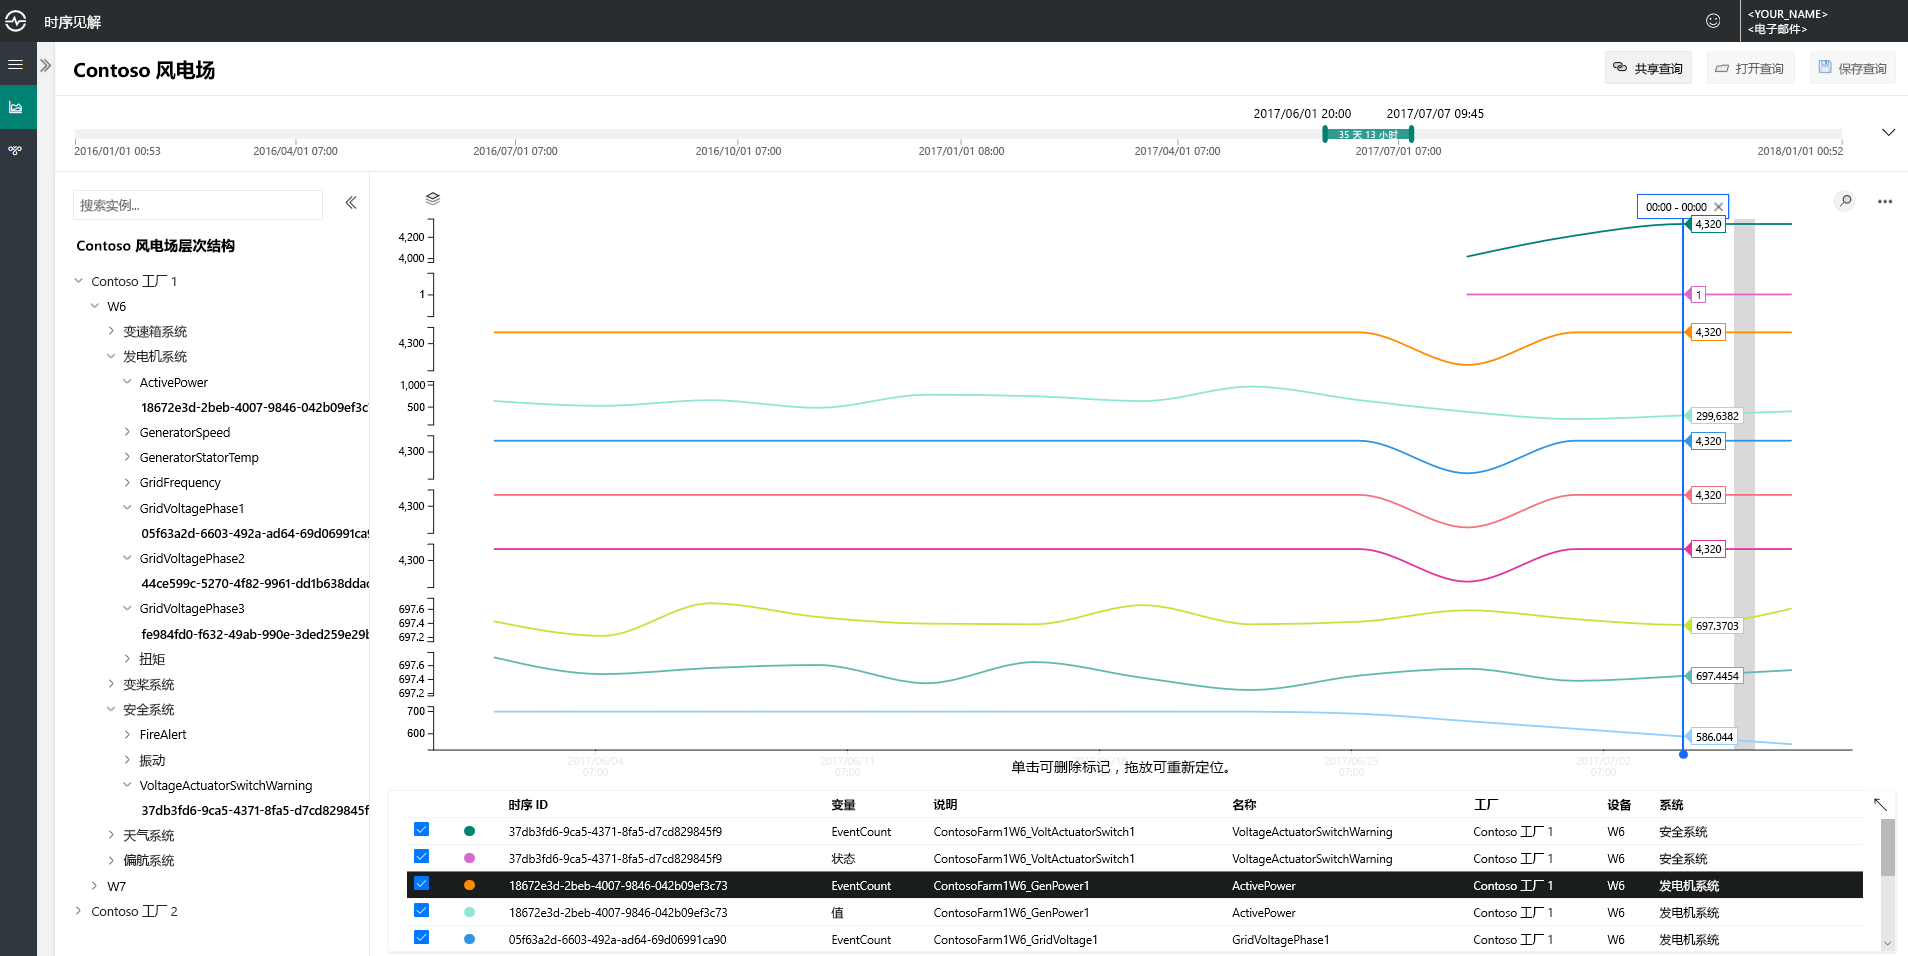 时序见解
<YOUR_NAME>
<电子邮件>
Contoso 风电场
共享查询
打开查询
保存查询
2017/06/01 20:00
2017/07/07 09:45
35 天 13 小时
2016/01/01 00:53
2016/04/01 07:00
2016/07/01 07:00
2016/10/01 07:00
2017/01/01 08:00
2017/04/01 07:00
2017/07/01 07:00
2018/01/01 00:52
搜索实例...
Contoso 风电场层次结构
Contoso 工厂 1
W6
变速箱系统
发电机系统
ActivePower
18672e3d-2beb-4007-9846-042b09ef3c
GeneratorSpeed
GeneratorStatorTemp
GridFrequency
GridVoltagePhase1
05f63a2d-6603-492a-ad64-69d06991ca9
GridVoltagePhase2
44ce599c-5270-4f82-9961-dd1b638ddac
GridVoltagePhase3
fe984fd0-f632-49ab-990e-3ded259e29b
扭矩
变桨系统
安全系统
FireAlert
振动
VoltageActuatorSwitchWarning
37db3fd6-9ca5-4371-8fa5-d7cd829845f
天气系统
偏航系统
W7
Contoso 工厂 2
00:00 - 00:00
4,200
4,000
4,320
1
1
4,300
4,320
1,000
500
299,6382
4,300
4,320
4,300
4,320
4,300
4,320
697.6
697.4
697.2
697.3703
697.6
697.4
697.2
697.4454
700
600
586.044
2017/06/04
07:00
2017/06/11
07:00
2017/06/25
07:00
2017/07/02
07:00
单击可删除标记，拖放可重新定位。
时序 ID 变量 说明 名称 工厂 设备 系统
37db3fd6-9ca5-4371-8fa5-d7cd829845f9 EventCount ContosoFarm1W6_VoltActuatorSwitch1 VoltageActuatorSwitchWarning Contoso 工厂 1 W6 安全系统
37db3fd6-9ca5-4371-8fa5-d7cd829845f9 状态 ContosoFarm1W6_VoltActuatorSwitch1 VoltageActuatorSwitchWarning Contoso 工厂 1 W6 安全系统
18672e3d-2beb-4007-9846-042b09ef3c73 EventCount ContosoFarm1W6_GenPower1 ActivePower Contoso 工厂 1 W6 发电机系统
18672e3d-2beb-4007-9846-042b09ef3c73 值 ContosoFarm1W6_GenPower1 ActivePower Contoso 工厂 1 W6 发电机系统
05f63a2d-6603-492a-ad64-69d06991ca90 EventCount ContosoFarm1W6_GridVoltage1 GridVoltagePhase1 Contoso 工厂 1 W6 发电机系统